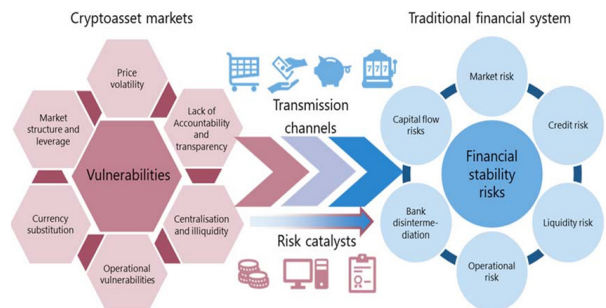 Cryptoasset markets
Traditional financial system
Price
volatility
Lack of
Accountability
and
transparency
Market
structure and
leverage
Vulnerabilities
Currency
substitution
Centralisation
and illiquidity
Operational
vulnerabilities
Transmission
channels
Risk catalysts
Market risk
Capital flow
risks
Credit risk
Financial
stability
risks
Bank
disinterme-
diation
Liquidity risk
Operational
risk